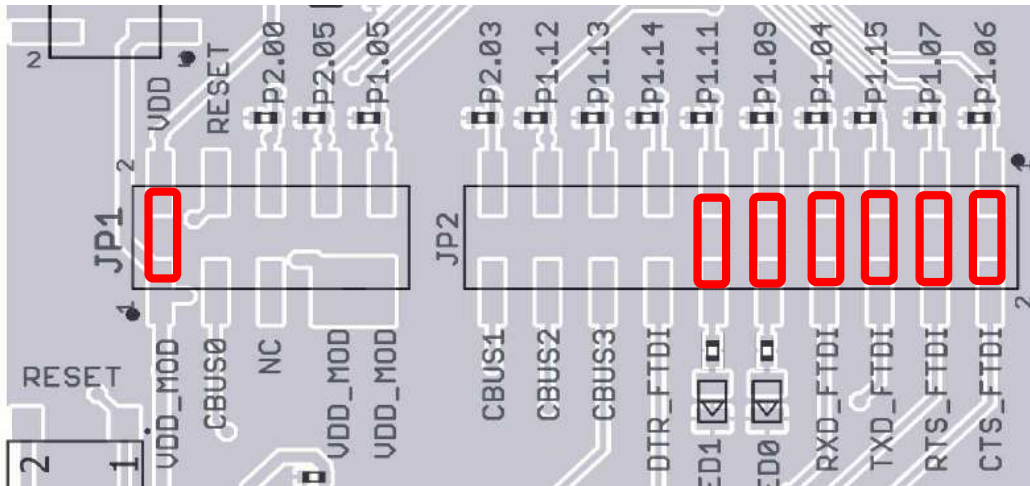 2
1
VDD
RESET
P2.00
P2.05
P1.05
P2.03
P1.12
P1.13
P1.14
P1.11
P1.09
P1.04
P1.15
P1.07
P1.06
2
1
JP1
JP2
1
2
VDD_MOD
CBUS0
NC
VDD_MOD
VDD_MOD
CBUS1
CBUS2
CBUS3
DTR_FTDI
ED1
ED0
RXD_FTDI
TXD_FTDI
RTS_FTDI
CTS_FTDI
RESET
2
1